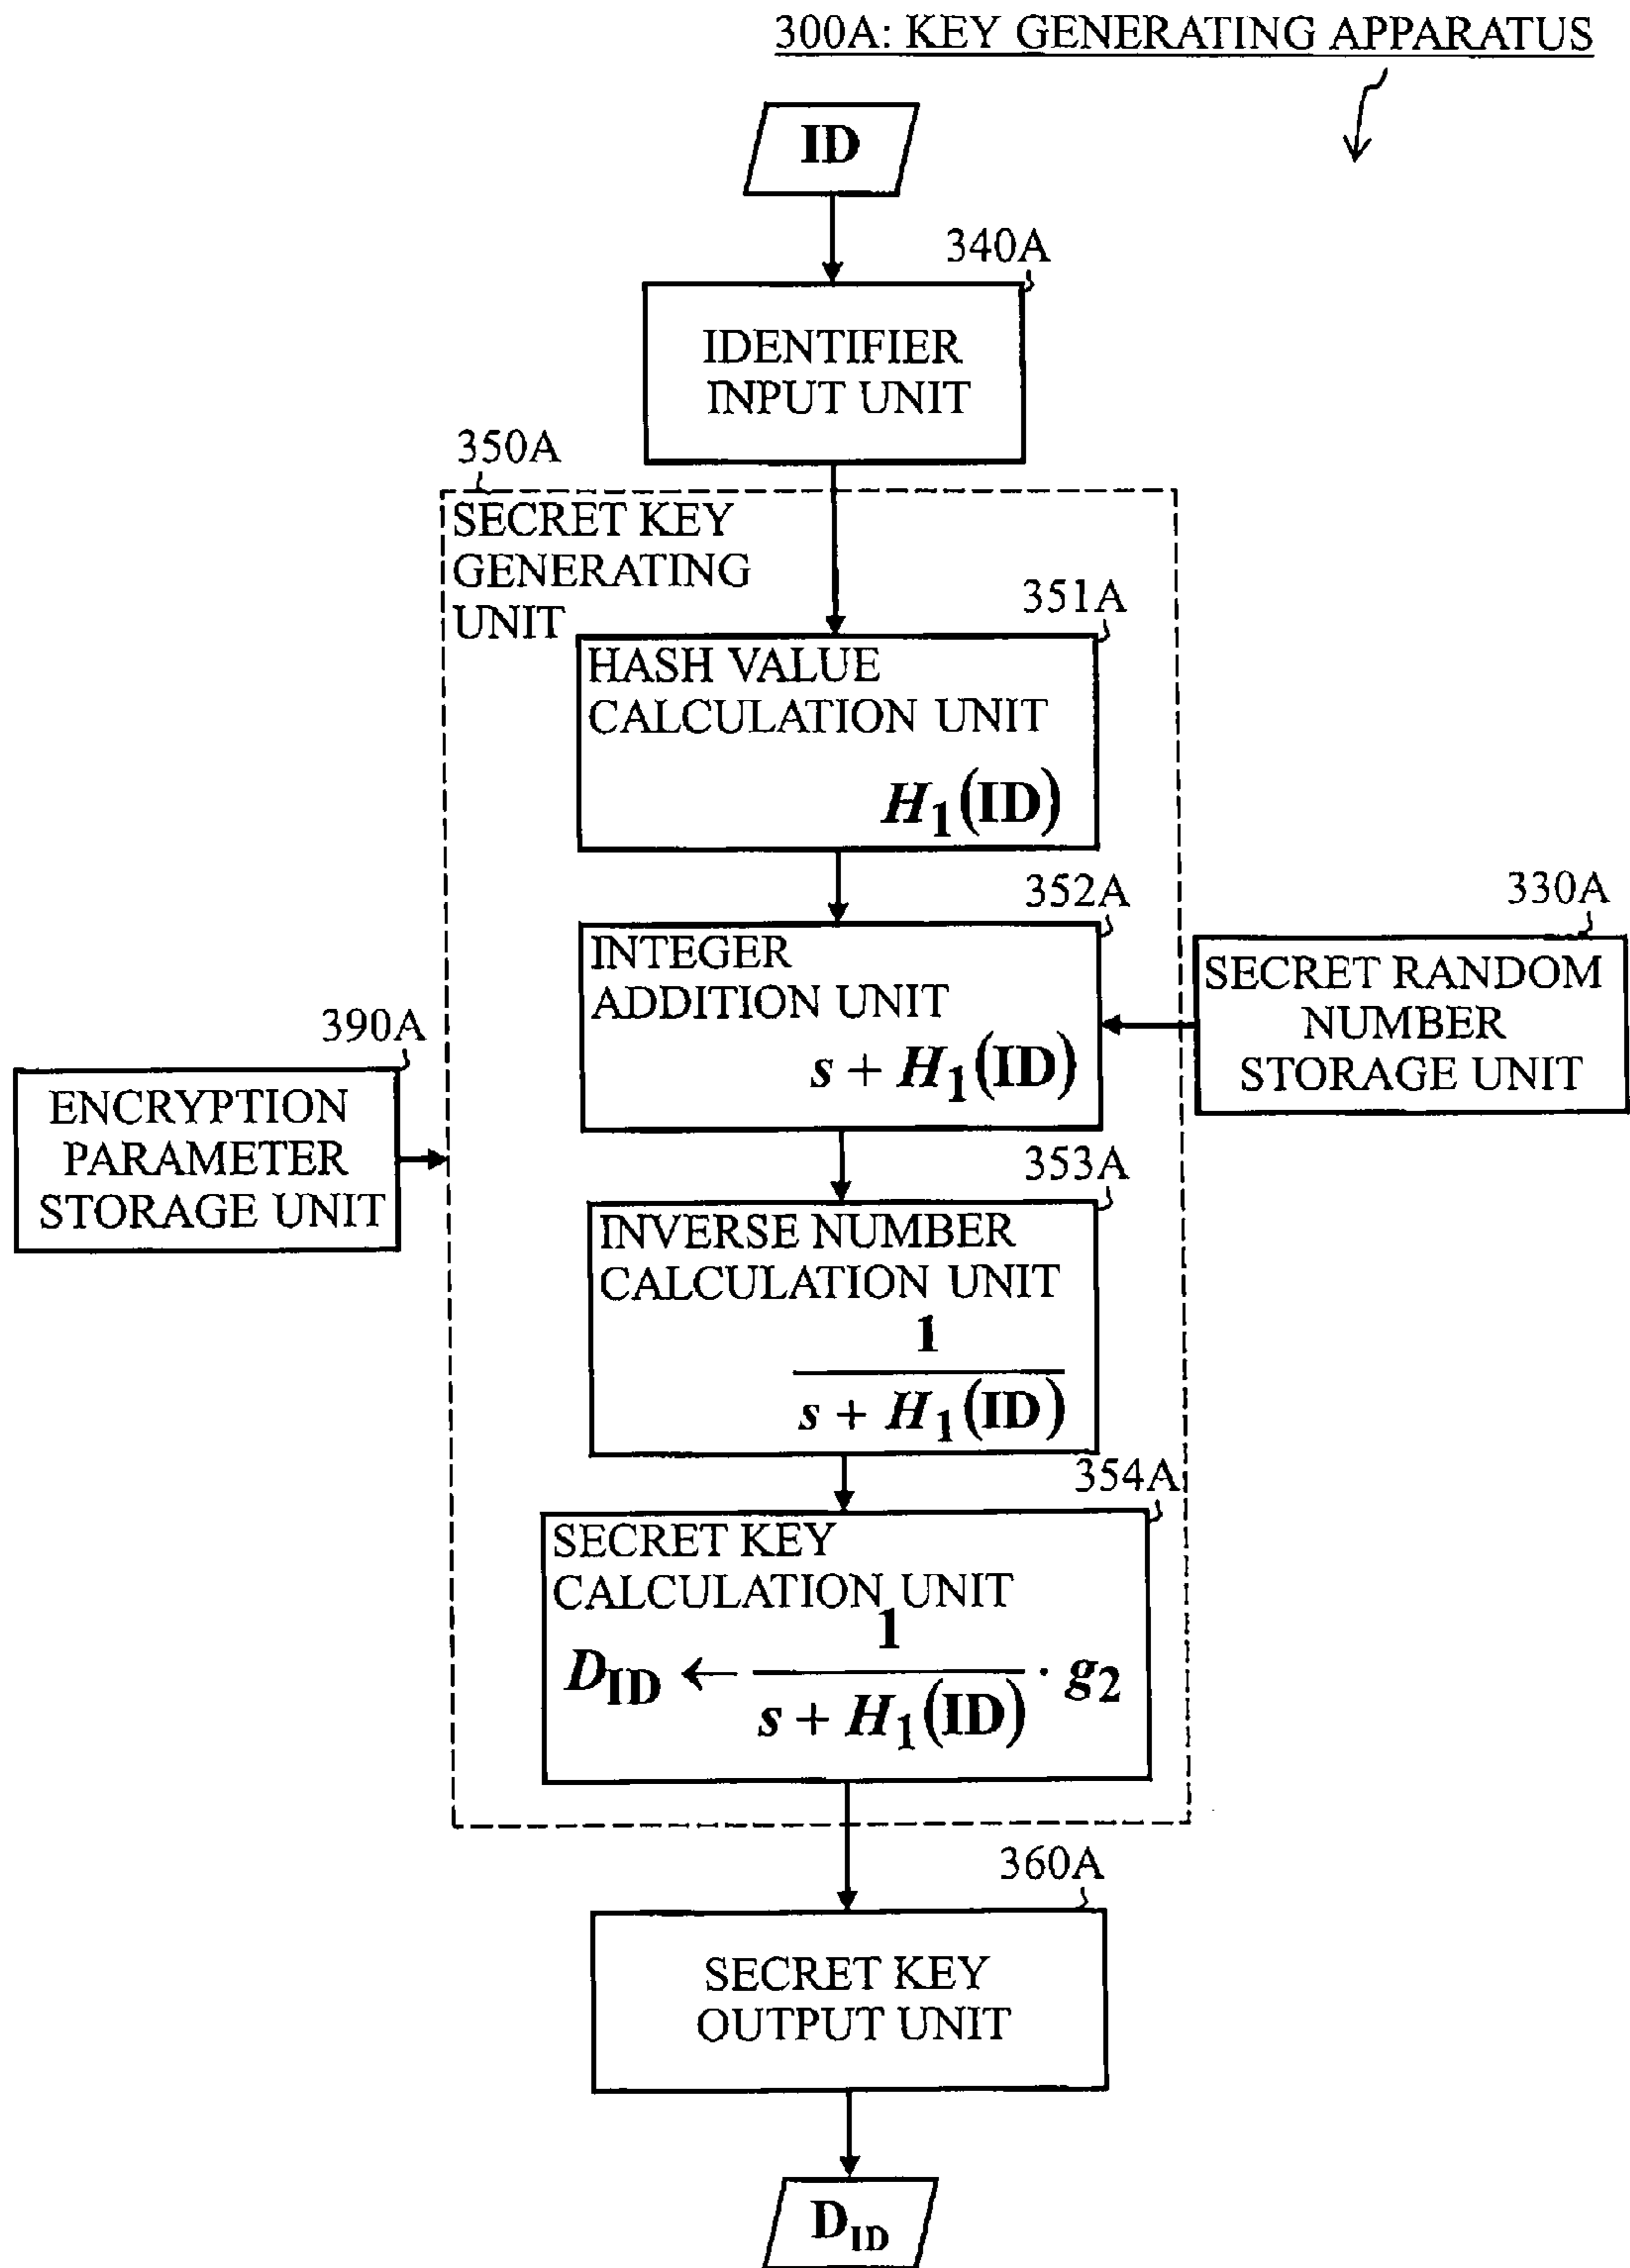 300A: KEY GENERATING APPARATUS
ID
340A
IDENTIFIER
INPUT UNIT
350A
SECRET KEY
GENERATING
UNIT
351A
HASH VALUE
CALCULATION UNIT
H₁(ID)
352A
INTEGER
ADDITION UNIT
s + H₁(ID)
330A
SECRET RANDOM
NUMBER
STORAGE UNIT
390A
ENCRYPTION
PARAMETER
STORAGE UNIT
353A
INVERSE NUMBER
CALCULATION UNIT
1
s + H₁(ID)
354A
SECRET KEY
CALCULATION UNIT
1
D_ID ← · g₂
s + H₁(ID)
360A
SECRET KEY
OUTPUT UNIT
D_ID